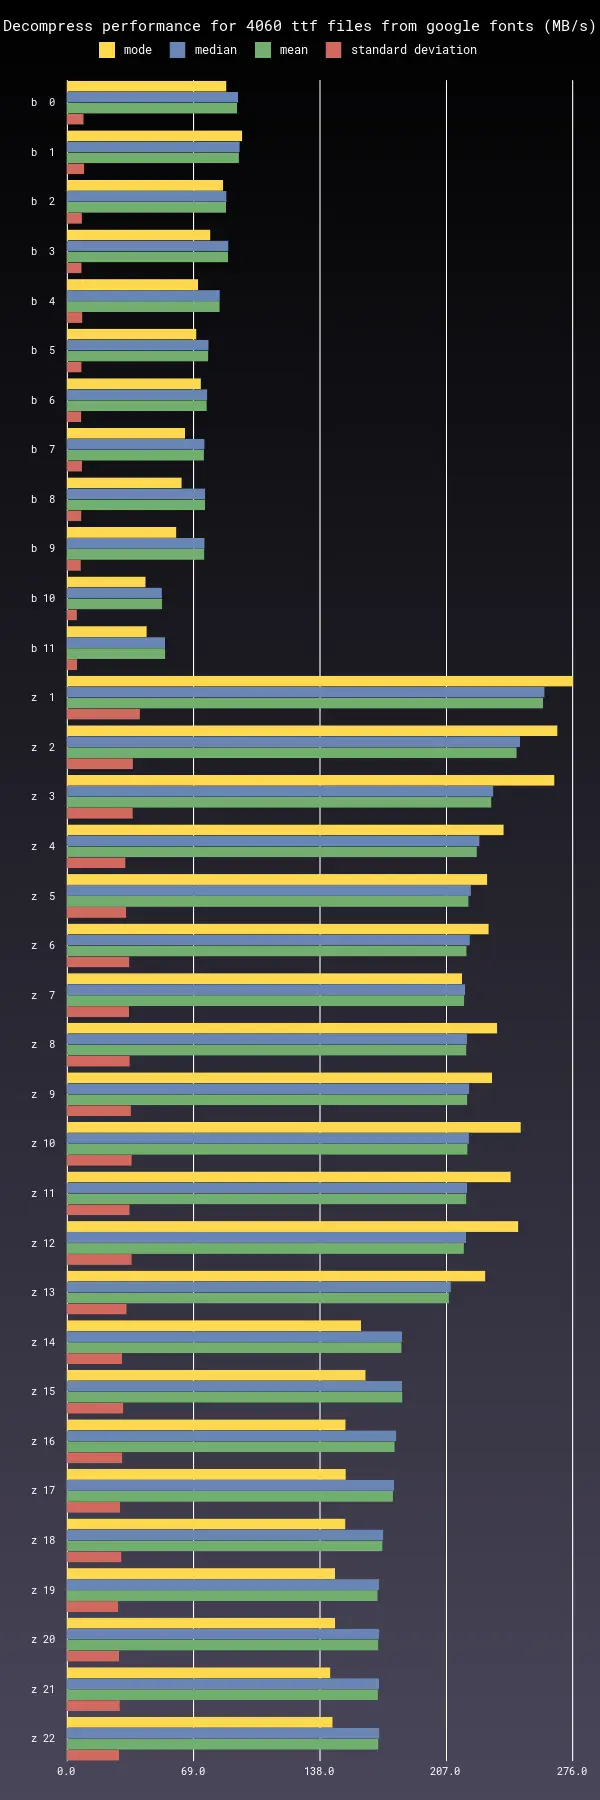 Decompress performance for 4060 ttf files from google fonts (MB/s)
mode median mean standard deviation
b 0
b 1
b 2
b 3
b 4
b 5
b 6
b 7
b 8
b 9
b 10
b 11
z 1
z 2
z 3
z 4
z 5
z 6
z 7
z 8
z 9
z 10
z 11
z 12
z 13
z 14
z 15
z 16
z 17
z 18
z 19
z 20
z 21
z 22
0.0 69.0 138.0 207.0 276.0